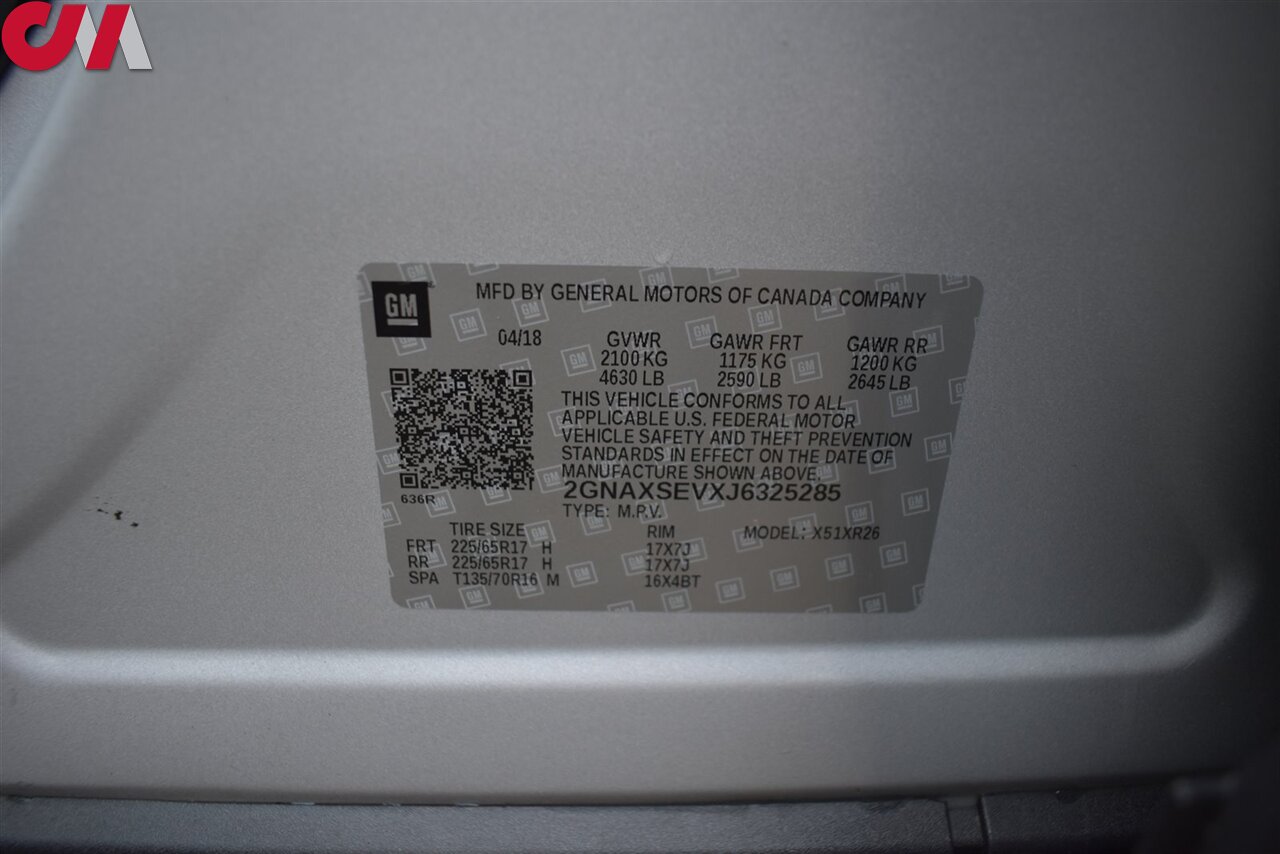 CM
GM
MFD BY GENERAL MOTORS OF CANADA COMPANY
04/18
GVWR GAWR FRT GAWR RR
2100 KG 1175 KG 1200 KG
4630 LB 2590 LB 2645 LB
THIS VEHICLE CONFORMS TO ALL
APPLICABLE U.S. FEDERAL MOTOR
VEHICLE SAFETY AND THEFT PREVENTION
STANDARDS IN EFFECT ON THE DATE OF
MANUFACTURE SHOWN ABOVE.
2GNAXSEVXJ6325285
636R
TYPE: M.P.V.
TIRE SIZE RIM MODEL: X51XR26
FRT 225/65R17 H 17X7J
RR 225/65R17 H 17X7J
SPA T135/70R16 M 16X4BT